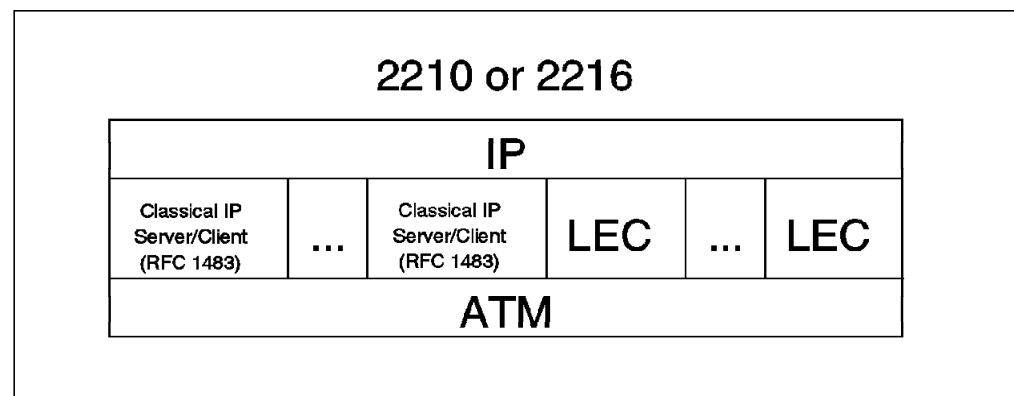 2210 or 2216
IP
Classical IP
Server/Client
(RFC 1483)
...
Classical IP
Server/Client
(RFC 1483)
LEC
...
LEC
ATM